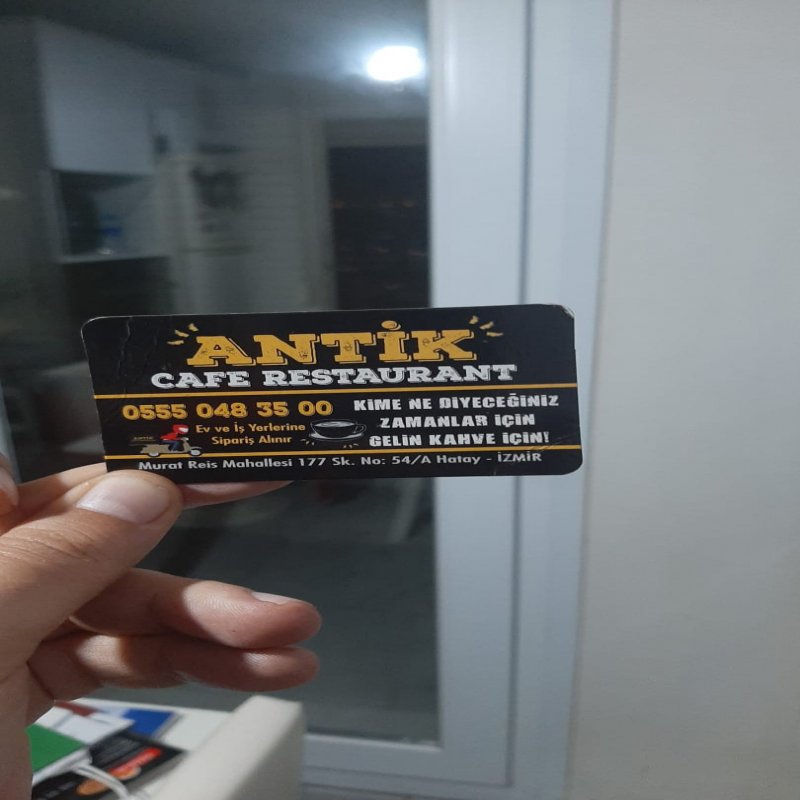 ANTİK
CAFE RESTAURANT
0555 048 35 00
Ev ve İş Yerlerine
Sipariş Alınır
KİME NE DİYECEĞİNİZ
ZAMANLAR İÇİN
GELİN KAHVE İÇİN!
Murat Reis Mahallesi 177 Sk. No: 54/A Hatay - İZMİR